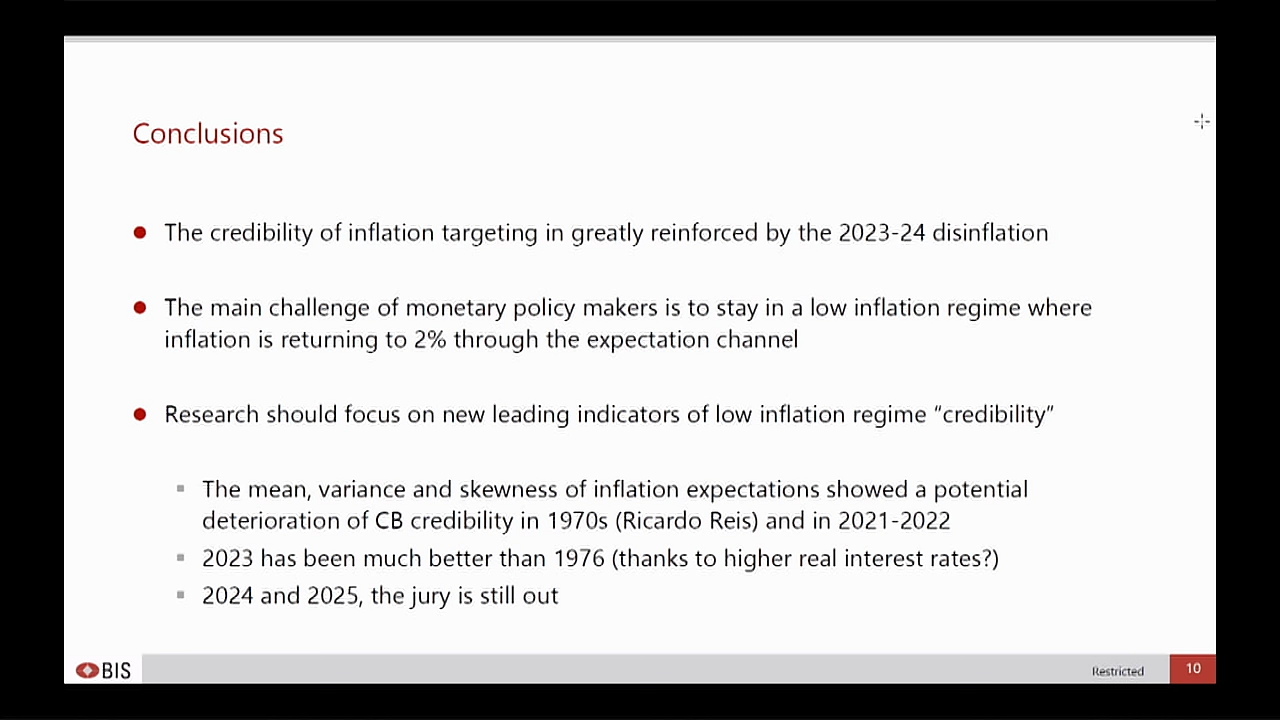 Conclusions
● The credibility of inflation targeting in greatly reinforced by the 2023-24 disinflation
● The main challenge of monetary policy makers is to stay in a low inflation regime where
inflation is returning to 2% through the expectation channel
● Research should focus on new leading indicators of low inflation regime “credibility”
▪ The mean, variance and skewness of inflation expectations showed a potential
deterioration of CB credibility in 1970s (Ricardo Reis) and in 2021-2022
▪ 2023 has been much better than 1976 (thanks to higher real interest rates?)
▪ 2024 and 2025, the jury is still out
BIS
Restricted
10